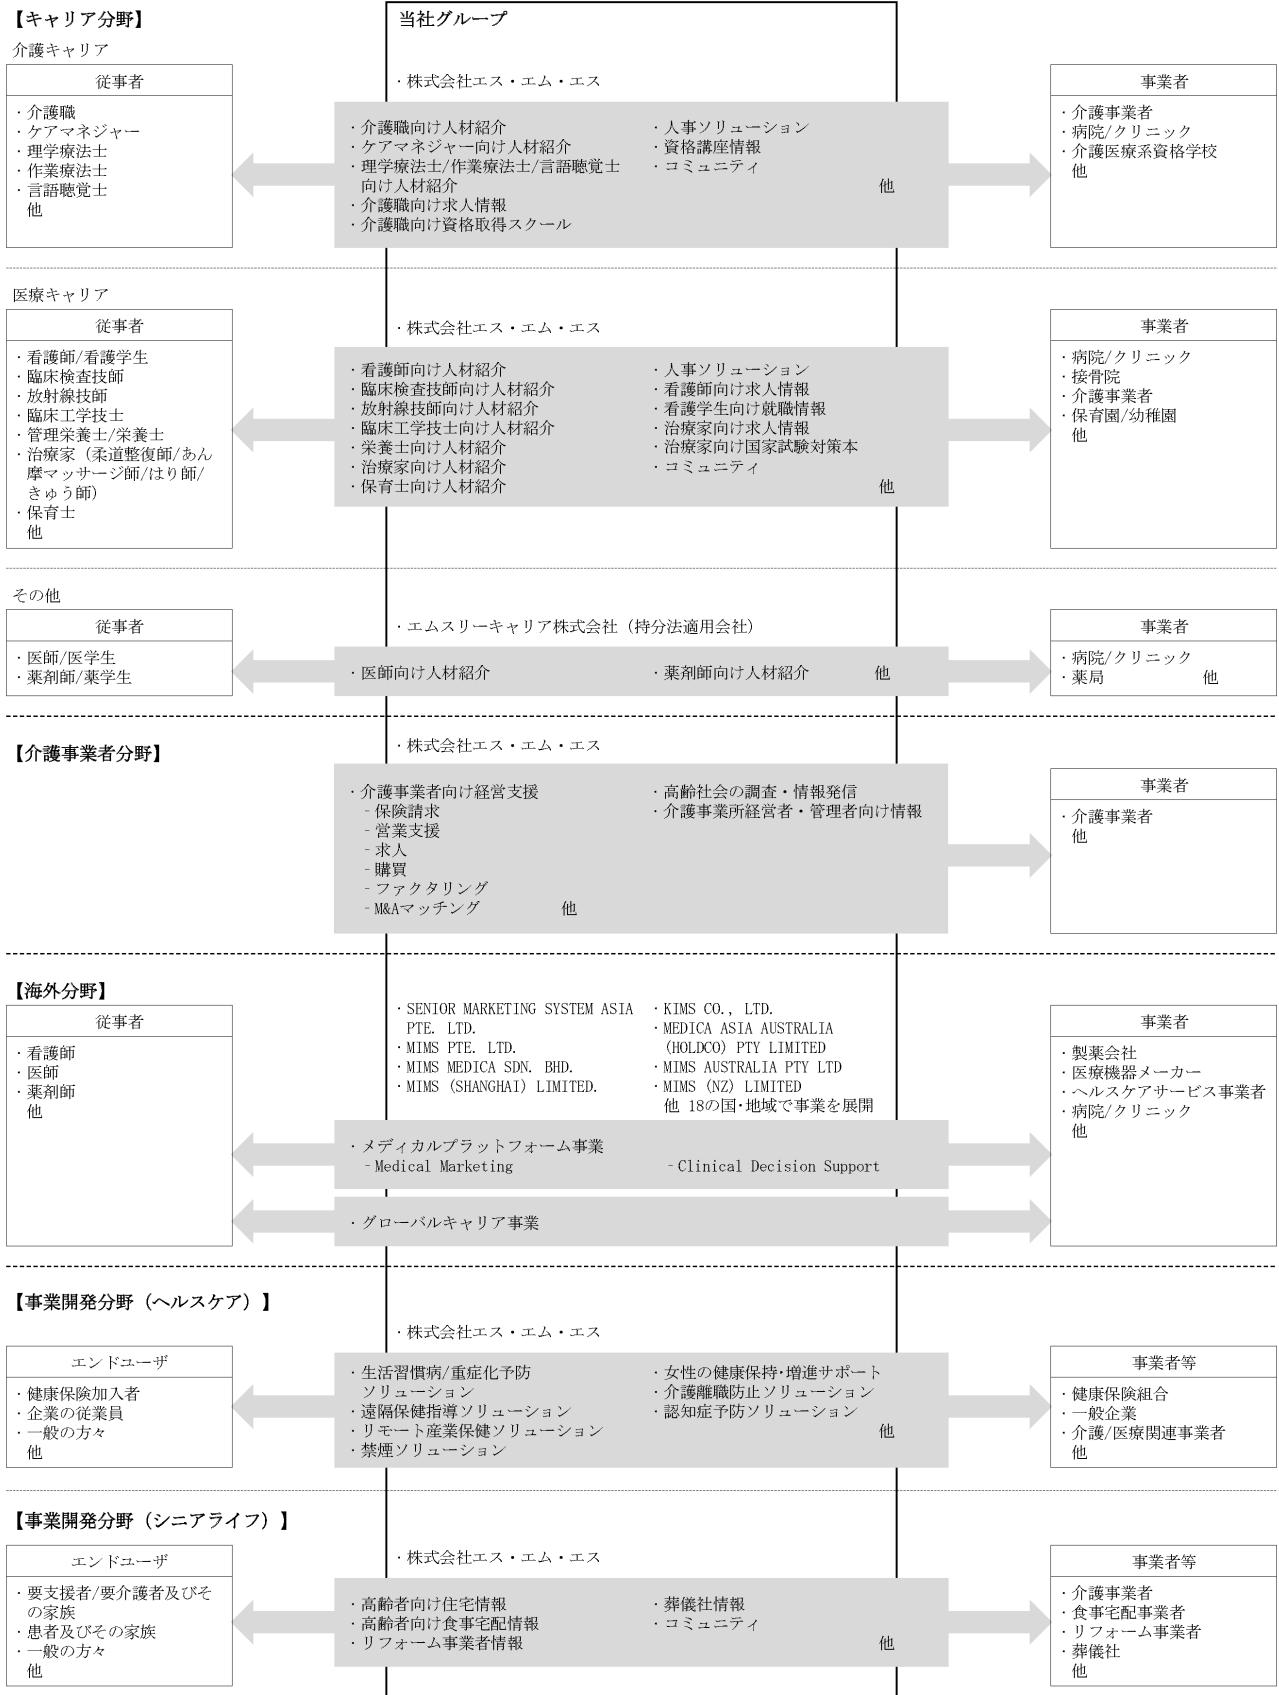 【キャリア分野】
当社グループ
介護キャリア
従事者
・介護職
・ケアマネジャー
・理学療法士
・作業療法士
・言語聴覚士
他
・株式会社エス・エム・エス
・介護職向け人材紹介
・ケアマネジャー向け人材紹介
・理学療法士/作業療法士/言語聴覚士
向け人材紹介
・介護職向け求人情報
・介護職向け資格取得スクール
・人事ソリューション
・資格講座情報
・コミュニティ
他
事業者
・介護事業者
・病院/クリニック
・介護医療系資格学校
他
医療キャリア
従事者
・看護師/看護学生
・臨床検査技師
・放射線技師
・臨床工学技士
・管理栄養士/栄養士
・治療家（柔道整復師/あん
摩マッサージ師/はり師/
きゅう師）
・保育士
他
・株式会社エス・エム・エス
・看護師向け人材紹介
・臨床検査技師向け人材紹介
・放射線技師向け人材紹介
・臨床工学技士向け人材紹介
・栄養士向け人材紹介
・治療家向け人材紹介
・保育士向け人材紹介
・人事ソリューション
・看護師向け求人情報
・看護学生向け就職情報
・治療家向け求人情報
・治療家向け国家試験対策本
・コミュニティ
他
事業者
・病院/クリニック
・接骨院
・介護事業者
・保育園/幼稚園
他
その他
従事者
・医師/医学生
・薬剤師/薬学生
・エムスリーキャリア株式会社（持分法適用会社）
・医師向け人材紹介
・薬剤師向け人材紹介 他
事業者
・病院/クリニック
・薬局 他
【介護事業者分野】
・株式会社エス・エム・エス
・介護事業者向け経営支援
－保険請求
－営業支援
－求人
－購買
－ファクタリング
－M&Aマッチング 他
・高齢社会の調査・情報発信
・介護事業所経営者・管理者向け情報
事業者
・介護事業者
他
【海外分野】
従事者
・看護師
・医師
・薬剤師
他
・SENIOR MARKETING SYSTEM ASIA
PTE. LTD.
・MIMS PTE. LTD.
・MIMS MEDICA SDN. BHD.
・MIMS (SHANGHAI) LIMITED.
・KIMS CO., LTD.
・MEDICA ASIA AUSTRALIA
(HOLDCO) PTY LIMITED
・MIMS AUSTRALIA PTY LTD
・MIMS (NZ) LIMITED
他 18の国・地域で事業を展開
・メディカルプラットフォーム事業
－Medical Marketing
－Clinical Decision Support
・グローバルキャリア事業
事業者
・製薬会社
・医療機器メーカー
・ヘルスケアサービス事業者
・病院/クリニック
他
【事業開発分野（ヘルスケア）】
・株式会社エス・エム・エス
エンドユーザ
・健康保険加入者
・企業の従業員
・一般の方々
他
・生活習慣病/重症化予防
ソリューション
・遠隔保健指導ソリューション
・リモート産業保健ソリューション
・禁煙ソリューション
・女性の健康保持・増進サポート
・介護離職防止ソリューション
・認知症予防ソリューション
他
事業者等
・健康保険組合
・一般企業
・介護/医療関連事業者
他
【事業開発分野（シニアライフ）】
エンドユーザ
・要支援者/要介護者及びそ
の家族
・患者及びその家族
・一般の方々
他
・株式会社エス・エム・エス
・高齢者向け住宅情報
・高齢者向け食事宅配情報
・リフォーム事業者情報
・葬儀社情報
・コミュニティ
他
事業者等
・介護事業者
・食事宅配事業者
・リフォーム事業者
・葬儀社
他